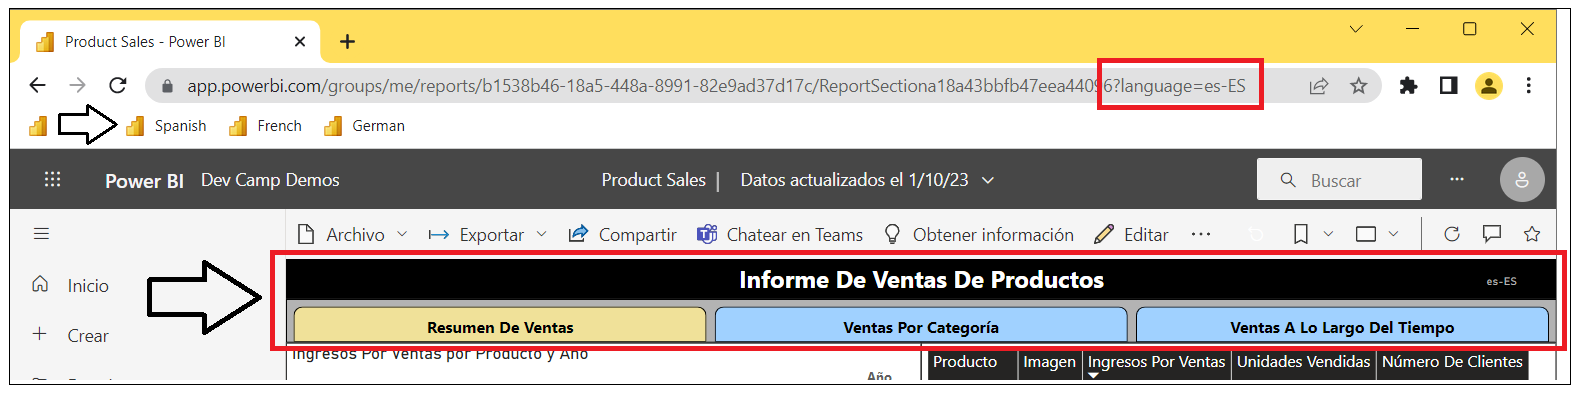 Product Sales - Power BI
app.powerbi.com/groups/me/reports/b1538b46-18a5-448a-8991-82e9ad37d17c/ReportSectiona18a43bbfb47eea44096?language=es-ES
Spanish French German
Power BI Dev Camp Demos Product Sales | Datos actualizados el 1/10/23 Buscar
Archivo Exportar Compartir Chatear en Teams Obtener información Editar
Informe De Ventas De Productos es-ES
Inicio
Resumen De Ventas Ventas Por Categoría Ventas A Lo Largo Del Tiempo
Crear
Ingresos Por Ventas por Producto y Año
Producto Imagen Ingresos Por Ventas Unidades Vendidas Número De Clientes
Año